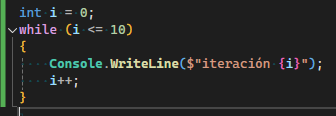 int i = 0;
while (i <= 10)
{
    Console.WriteLine($"iteración {i}");
    i++;
}